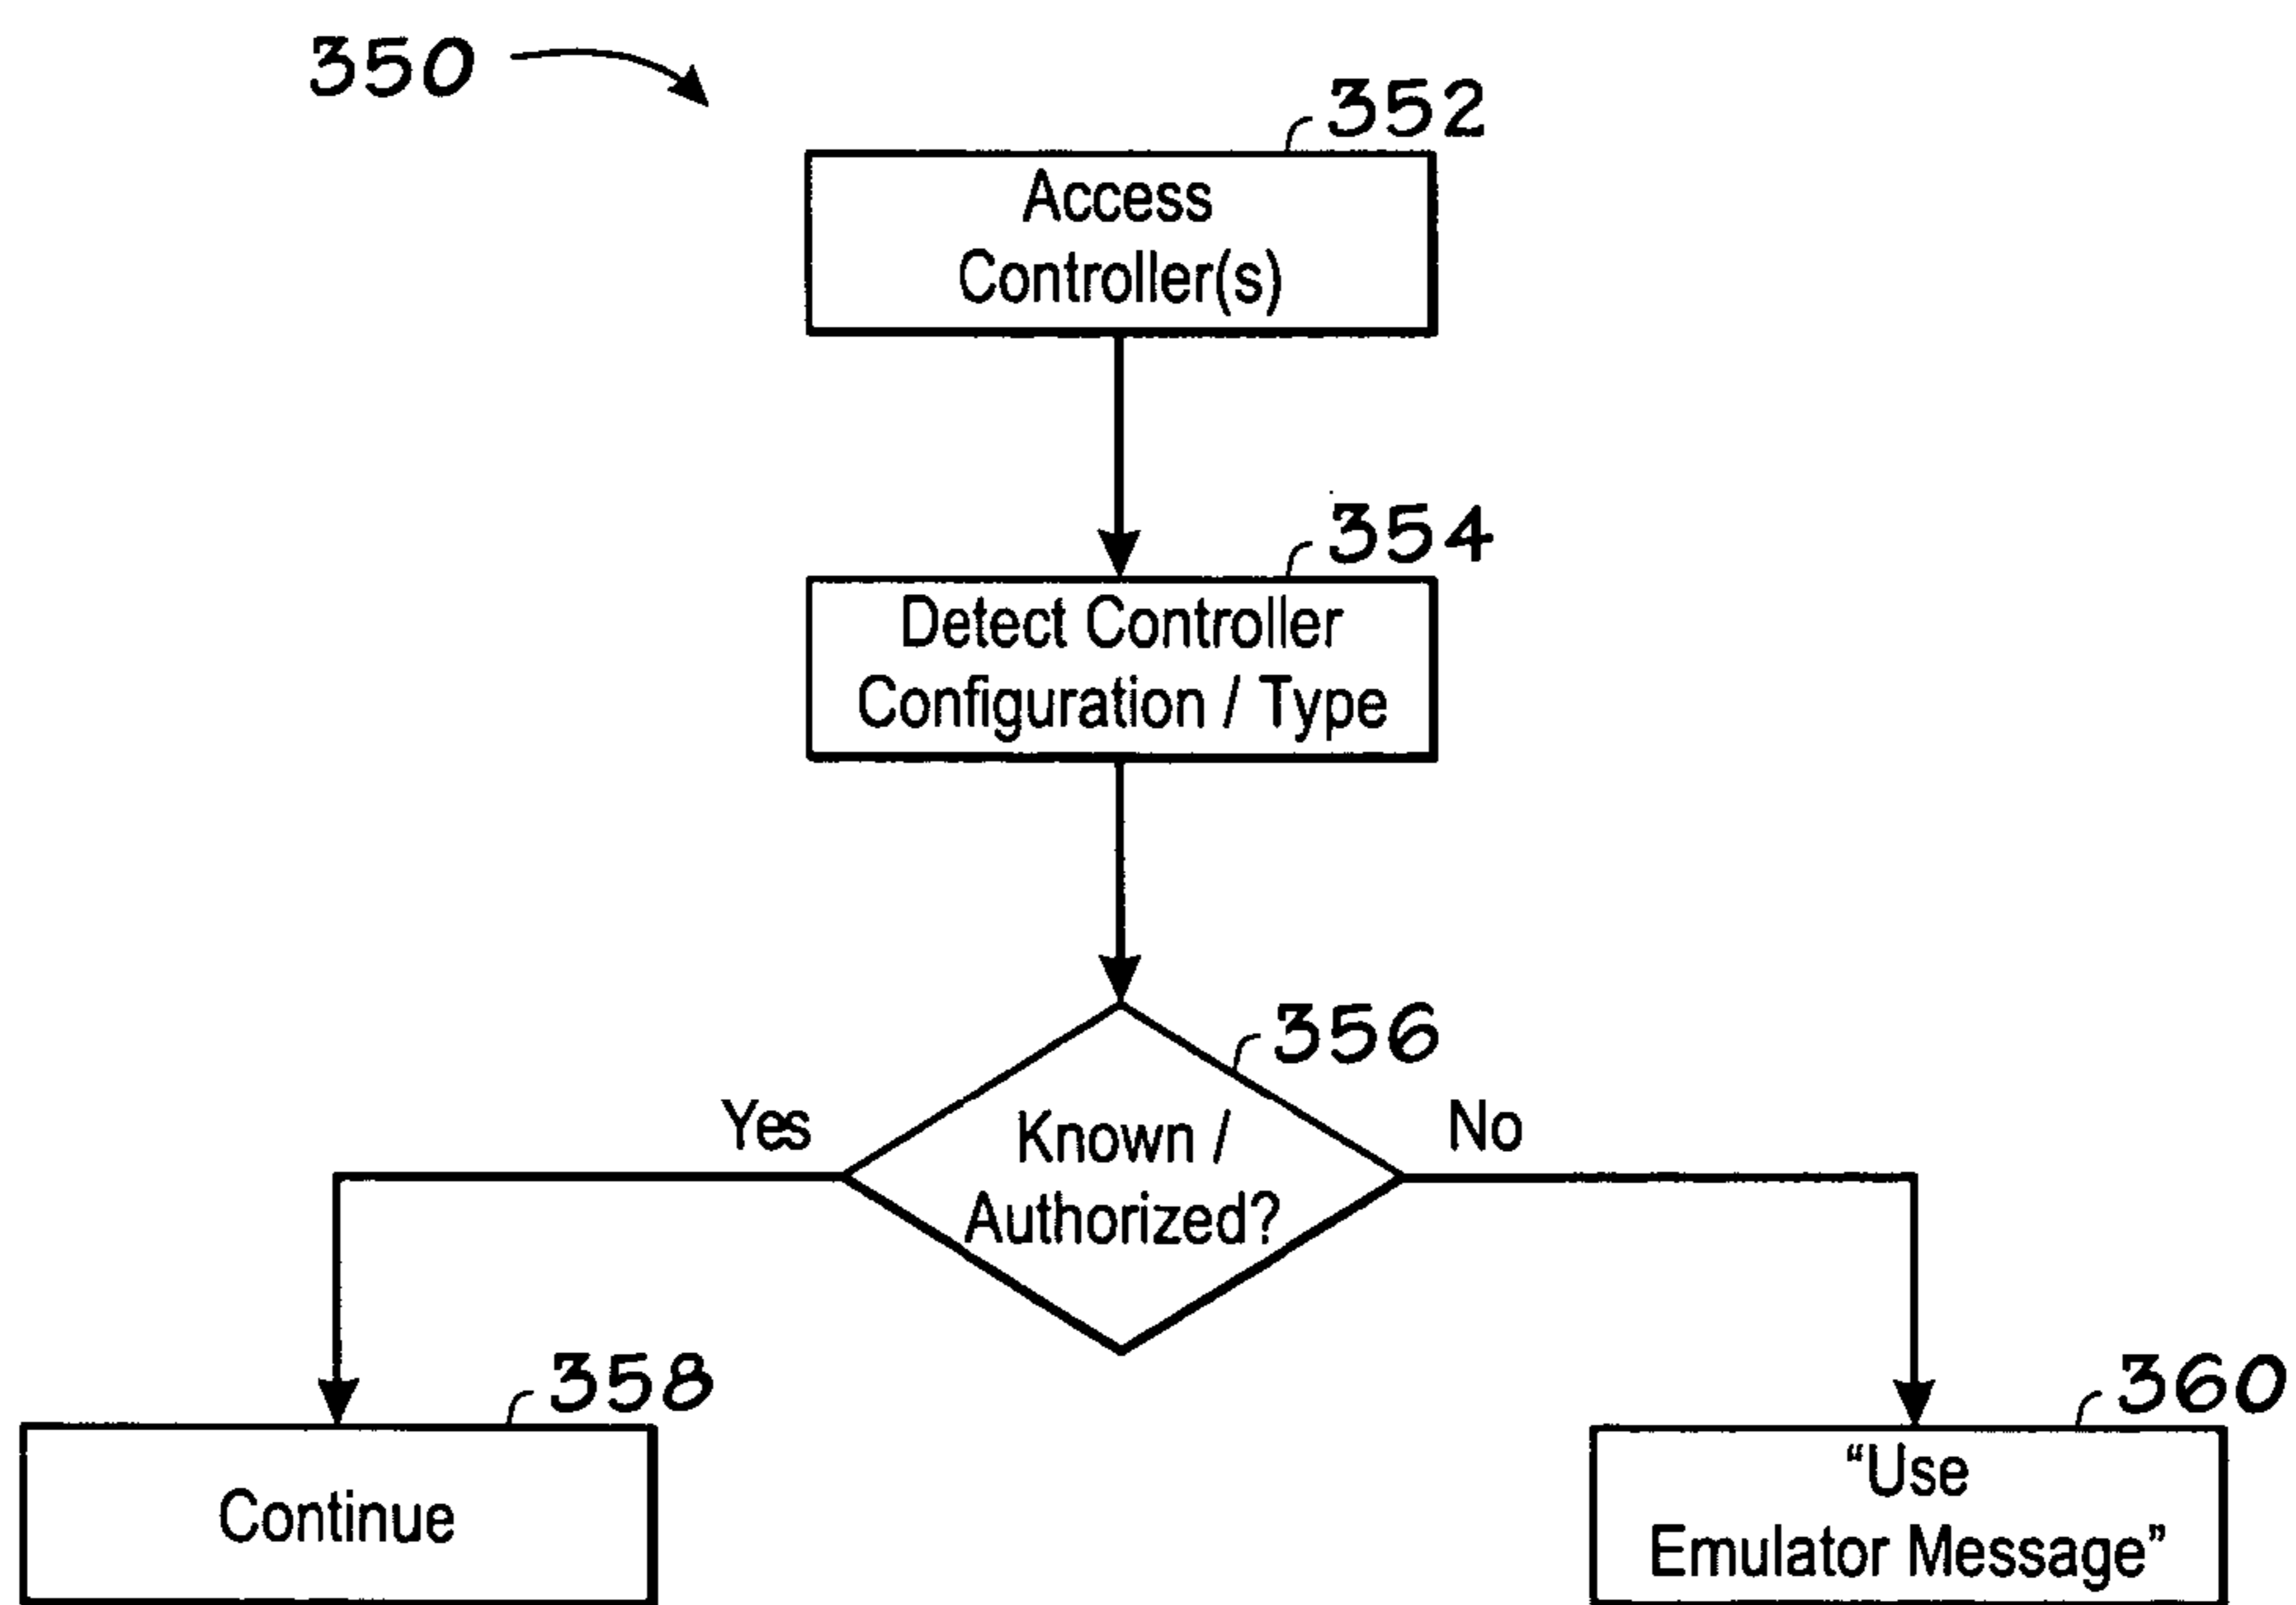 350
352
Access
Controller(s)
354
Detect Controller
Configuration / Type
356
Known /
Authorized?
Yes
No
358
Continue
360
“Use
Emulator Message”